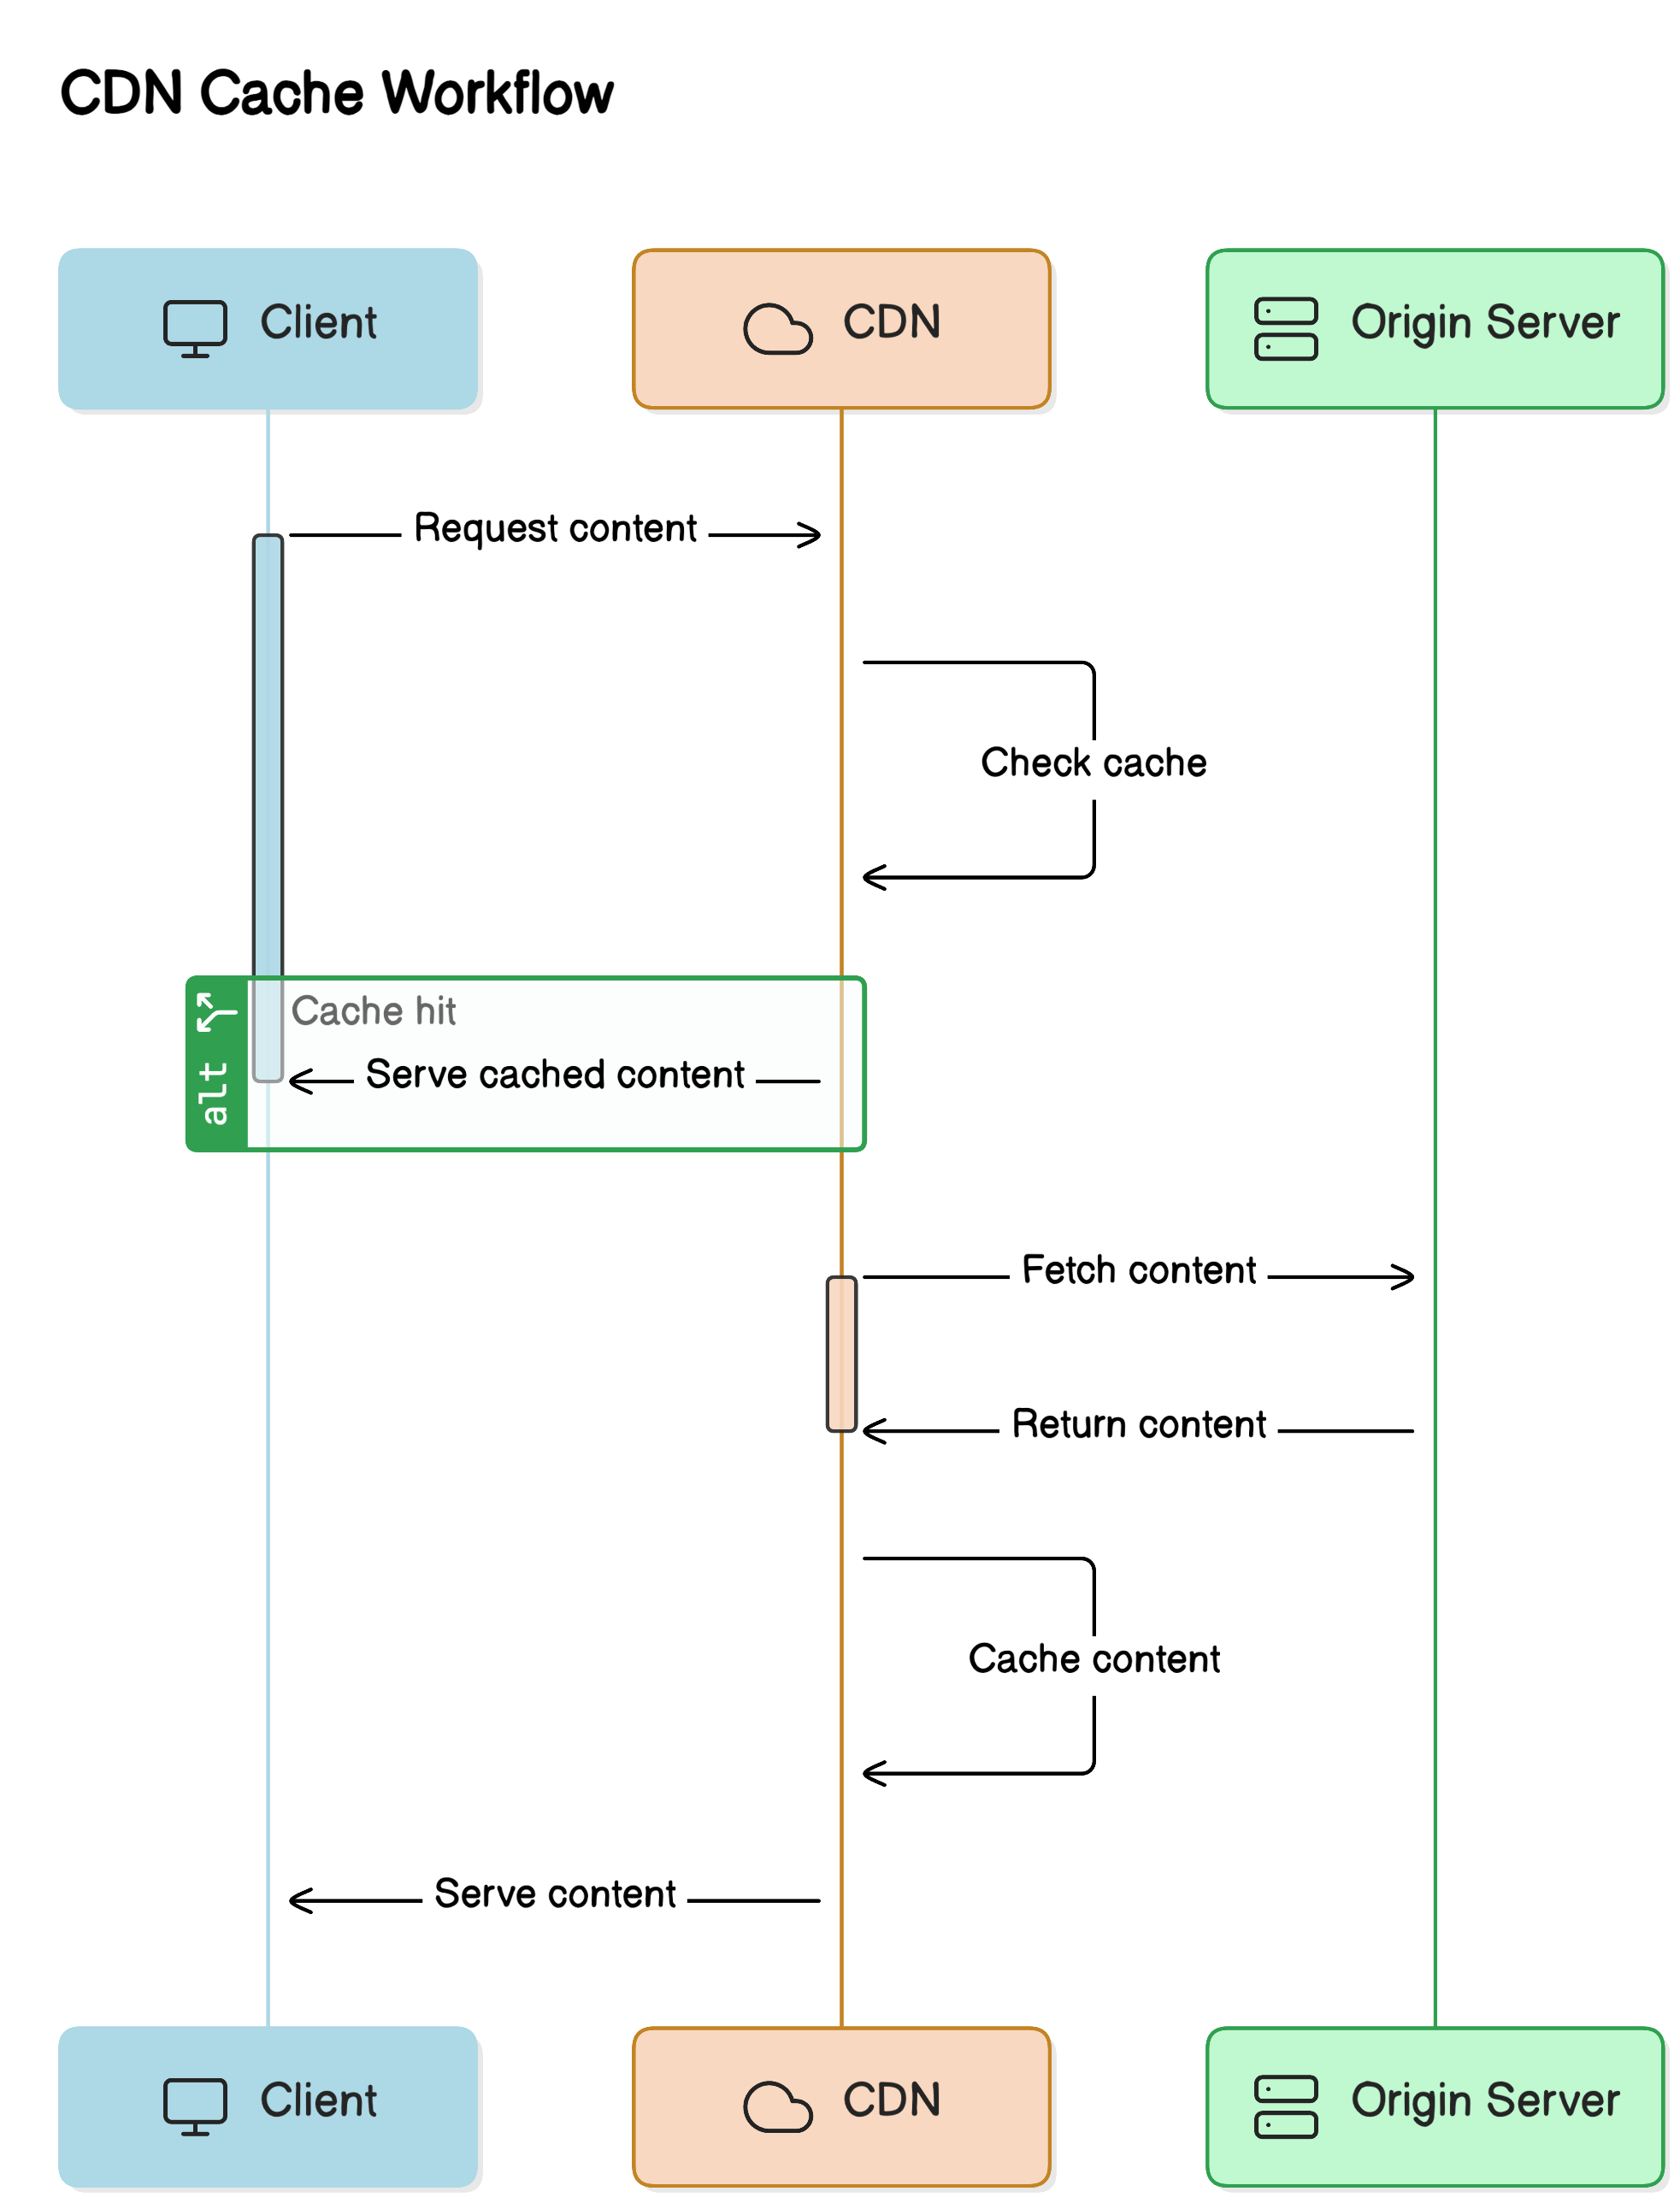 CDN Cache Workflow
Client
CDN
Origin Server
Request content
Check cache
alt
Cache hit
Serve cached content
Fetch content
Return content
Cache content
Serve content
Client
CDN
Origin Server